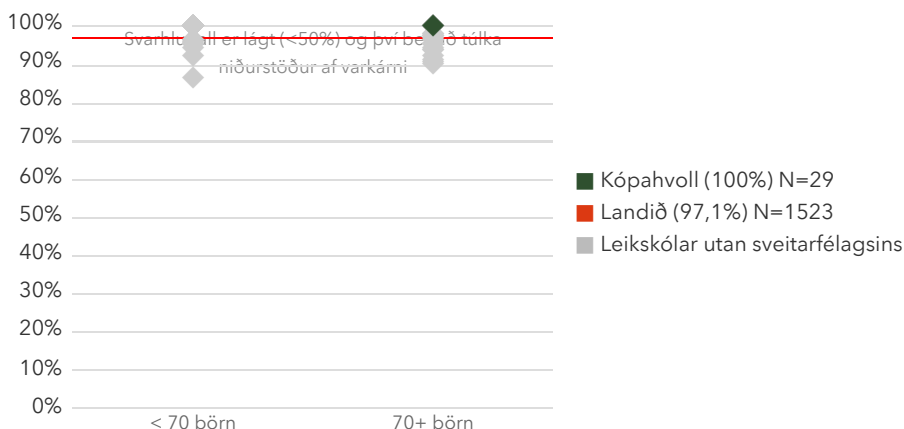 100%
Svarhlutfall er lágt (<50%) og því ber að túlka
90%
niðurstöður af varkárni
80%
70%
60%
Kópahvoll (100%) N=29
50%
Landið (97,1%) N=1523
40%
Leikskólar utan sveitarfélagsins
30%
20%
10%
0%
< 70 börn
70+ börn